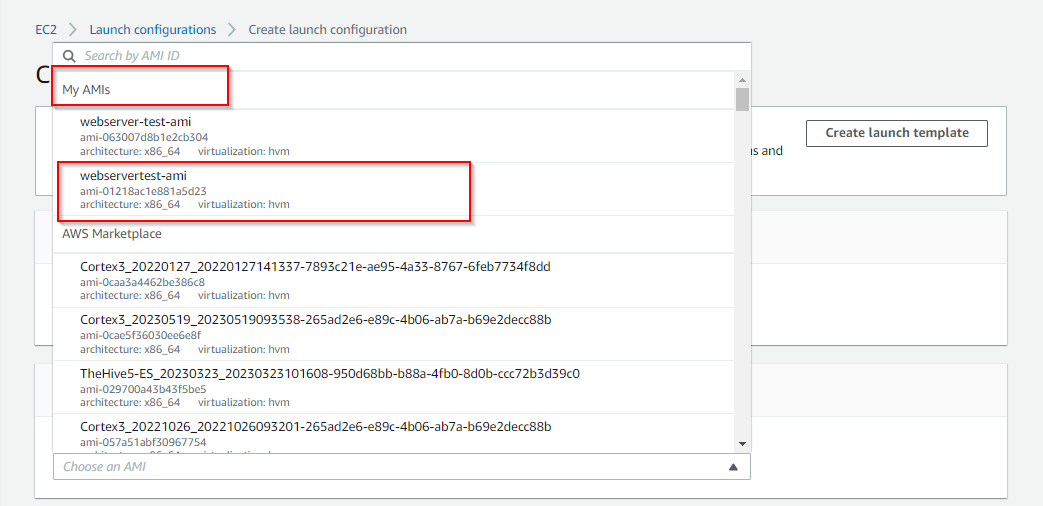 EC2 > Launch configurations > Create launch configuration
Search by AMI ID
C
My AMIs
webserver-test-ami
ami-063007d8b1e2cb304
architecture: x86_64 virtualization: hvm
Create launch template
s and
webservertest-ami
ami-01218ac1e881a5d23
architecture: x86_64 virtualization: hvm
AWS Marketplace
Cortex3_20220127_20220127141337-7893c21e-ae95-4a33-8767-6feb7734f8dd
ami-0caa3a4462be386c8
architecture: x86_64 virtualization: hvm
Cortex3_20230519_20230519093538-265ad2e6-e89c-4b06-ab7a-b69e2decc88b
ami-0cae5f36030ee6e8f
architecture: x86_64 virtualization: hvm
TheHive5-ES_20230323_20230323101608-950d68bb-b88a-4fb0-8d0b-ccc72b3d39c0
ami-029700a43b43f5be5
architecture: x86_64 virtualization: hvm
Cortex3_20221026_20221026093201-265ad2e6-e89c-4b06-ab7a-b69e2decc88b
ami-057a51abf30967754
Choose an AMI